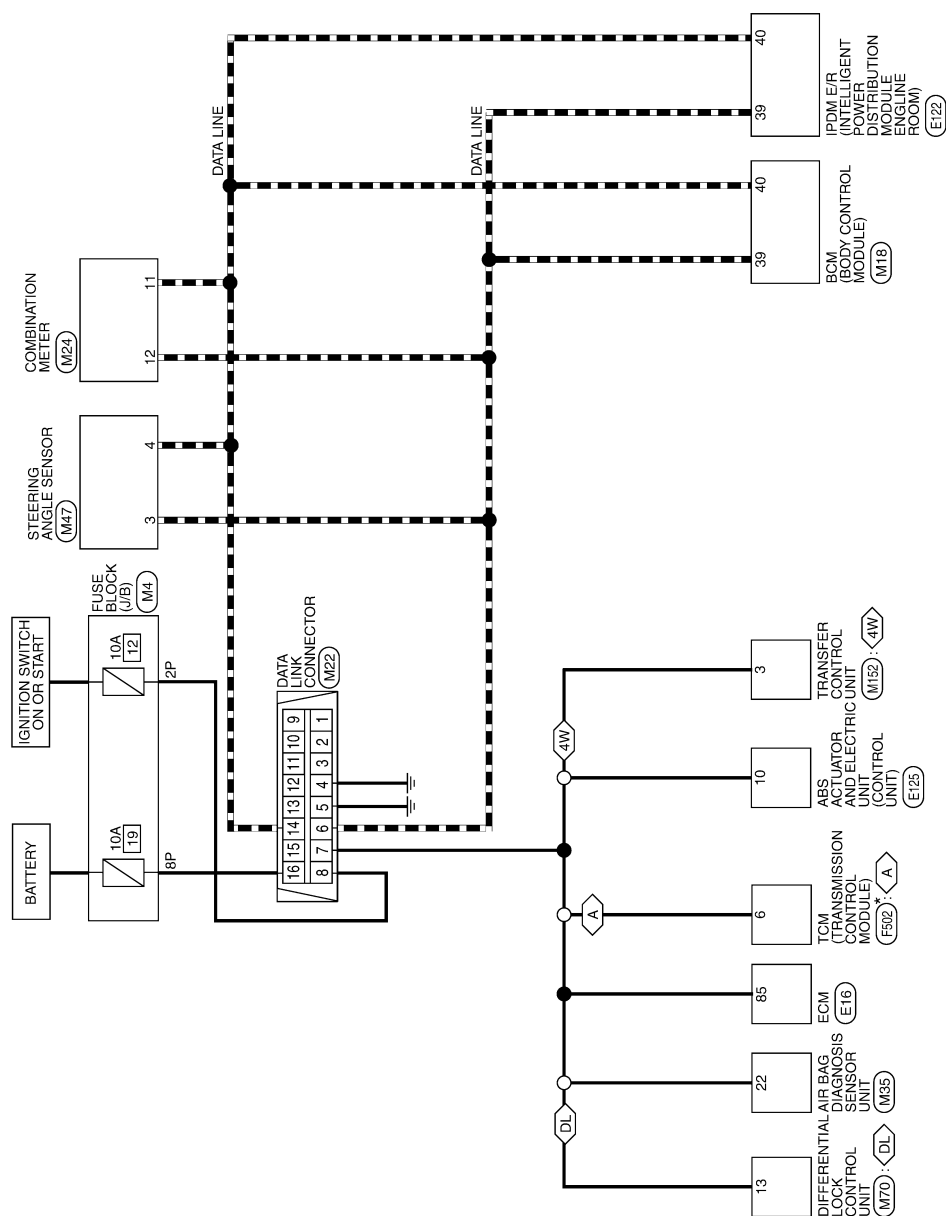 BATTERY
IGNITION SWITCH
ON OR START
10A
19
10A
12
FUSE
BLOCK
(J/B)
M4
8P
2P
STEERING
ANGLE SENSOR
M47
3
4
COMBINATION
METER
M24
12
11
DATA LINE
DATA LINE
DATA
LINK
CONNECTOR
M22
16 15 14 13 12 11 10 9
8 7 6 5 4 3 2 1
DL
A
4W
13
22
85
6
10
3
39
40
39
40
DIFFERENTIAL
LOCK
CONTROL
UNIT
M70 : DL
AIR BAG
DIAGNOSIS
SENSOR
UNIT
M35
ECM
E16
TCM
(TRANSMISSION
CONTROL
MODULE)
F502 * : A
ABS
ACTUATOR
AND ELECTRIC
UNIT
(CONTROL
UNIT)
E125
TRANSFER
CONTROL
UNIT
M152 : 4W
BCM
(BODY CONTROL
MODULE)
M18
IPDM E/R
(INTELLIGENT
POWER
DISTRIBUTION
MODULE
ENGLINE
ROOM)
E122